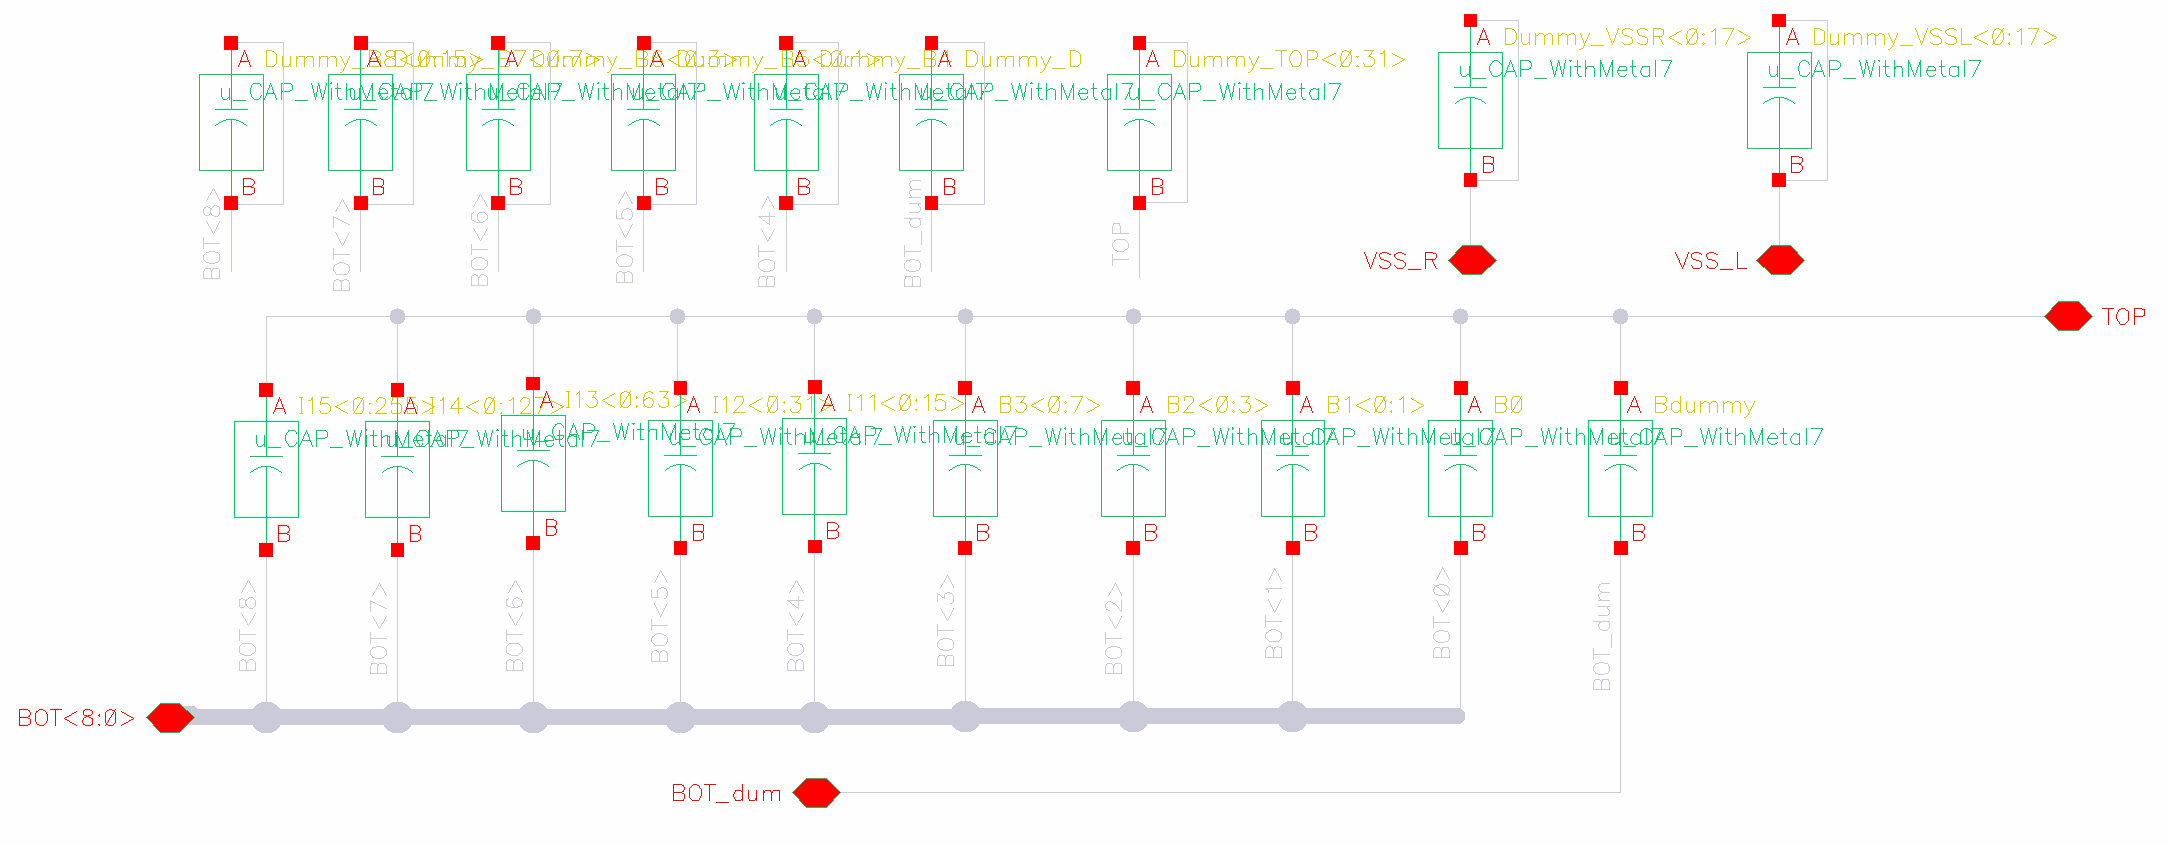 A Dummy_B8<0:15> A Dummy_B7<0:7> A Dummy_B6<0:3> A Dummy_B5<0:1> A Dummy_B4 A Dummy_D A Dummy_TOP<0:31> A Dummy_VSSR<0:17> A Dummy_VSSL<0:17>
u_CAP_WithMetal7 u_CAP_WithMetal7 u_CAP_WithMetal7 u_CAP_WithMetal7 u_CAP_WithMetal7 u_CAP_WithMetal7 u_CAP_WithMetal7 u_CAP_WithMetal7 u_CAP_WithMetal7
B B B B B B B B B
BOT<8> BOT<7> BOT<6> BOT<5> BOT<4> BOT_dum TOP
VSS_R VSS_L
TOP
A I15<0:255> A I14<0:127> A I13<0:63> A I12<0:31> A I11<0:15> A B3<0:7> A B2<0:3> A B1<0:1> A B0 A Bdummy
u_CAP_WithMetal7 u_CAP_WithMetal7 u_CAP_WithMetal7 u_CAP_WithMetal7 u_CAP_WithMetal7 u_CAP_WithMetal7 u_CAP_WithMetal7 u_CAP_WithMetal7 u_CAP_WithMetal7 u_CAP_WithMetal7
B B B B B B B B B B
BOT<8> BOT<7> BOT<6> BOT<5> BOT<4> BOT<3> BOT<2> BOT<1> BOT<0> BOT_dum
BOT<8:0>
BOT_dum